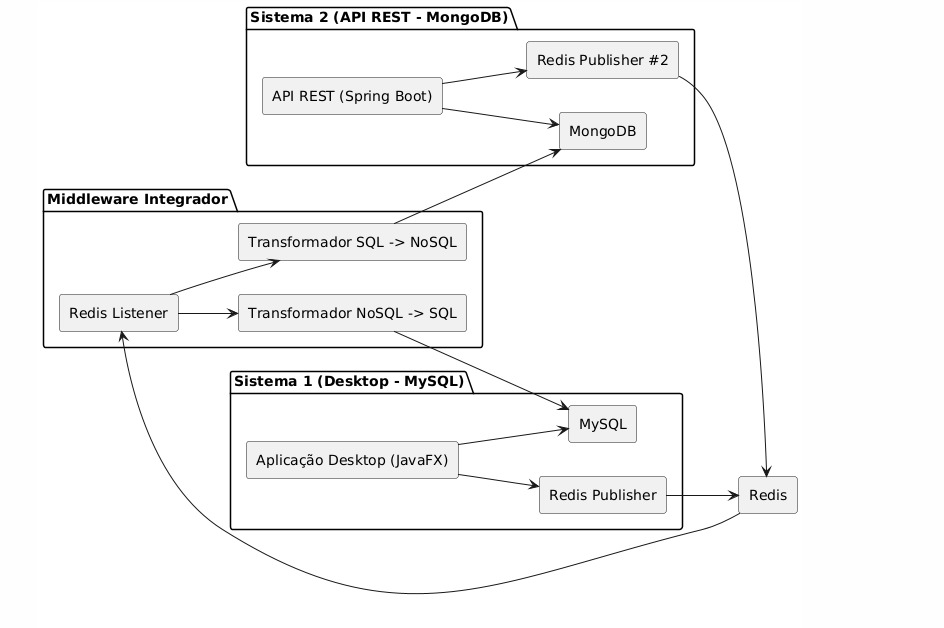 Sistema 2 (API REST - MongoDB)
Redis Publisher #2
API REST (Spring Boot)
MongoDB
Middleware Integrador
Transformador SQL -> NoSQL
Redis Listener
Transformador NoSQL -> SQL
Sistema 1 (Desktop - MySQL)
MySQL
Aplicação Desktop (JavaFX)
Redis Publisher
Redis